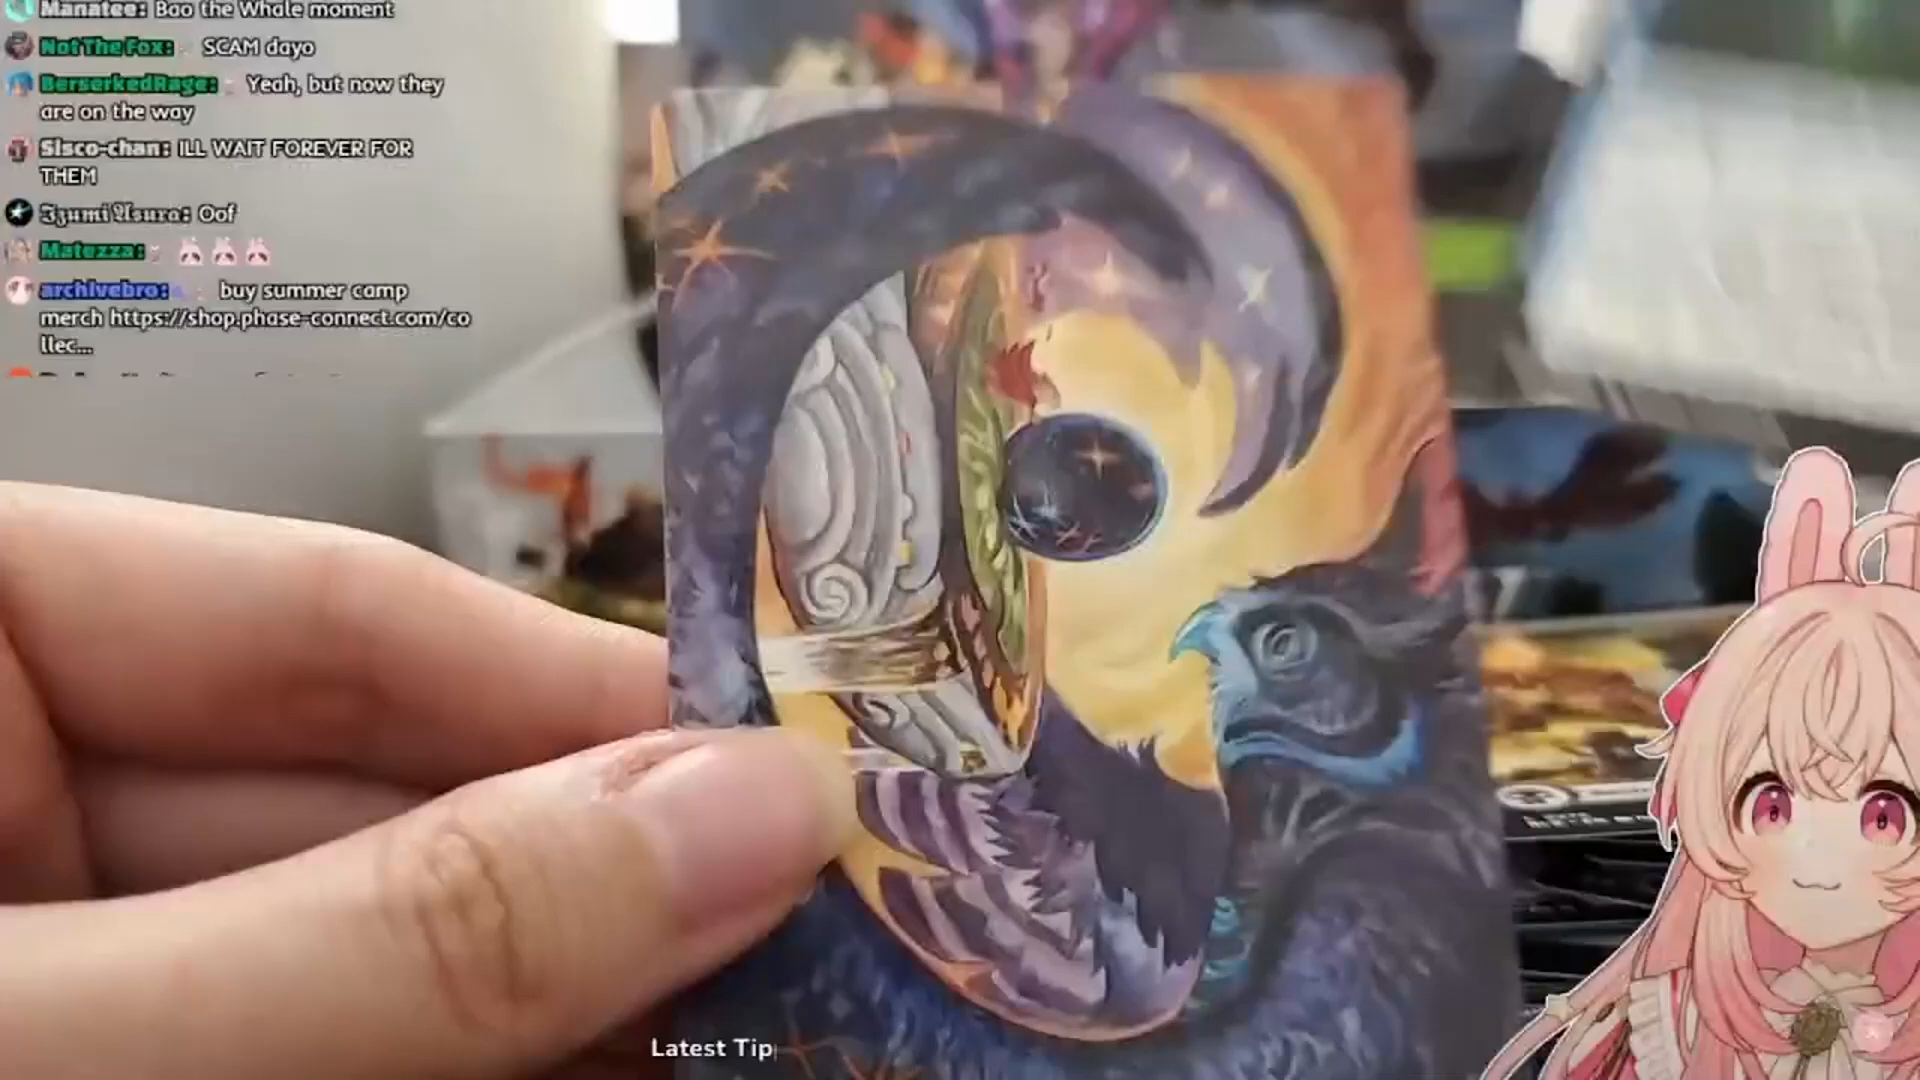 Manatee: Bao the Whale moment
NotTheFox: SCAM dayo
BerserkedRage: Yeah, but now they
are on the way
Sisco-chan: ILL WAIT FOREVER FOR
THEM
Izumi Asura: Oof
Matezza:
archivebro: buy summer camp
merch https://shop.phase-connect.com/co
llec...
Latest Tip